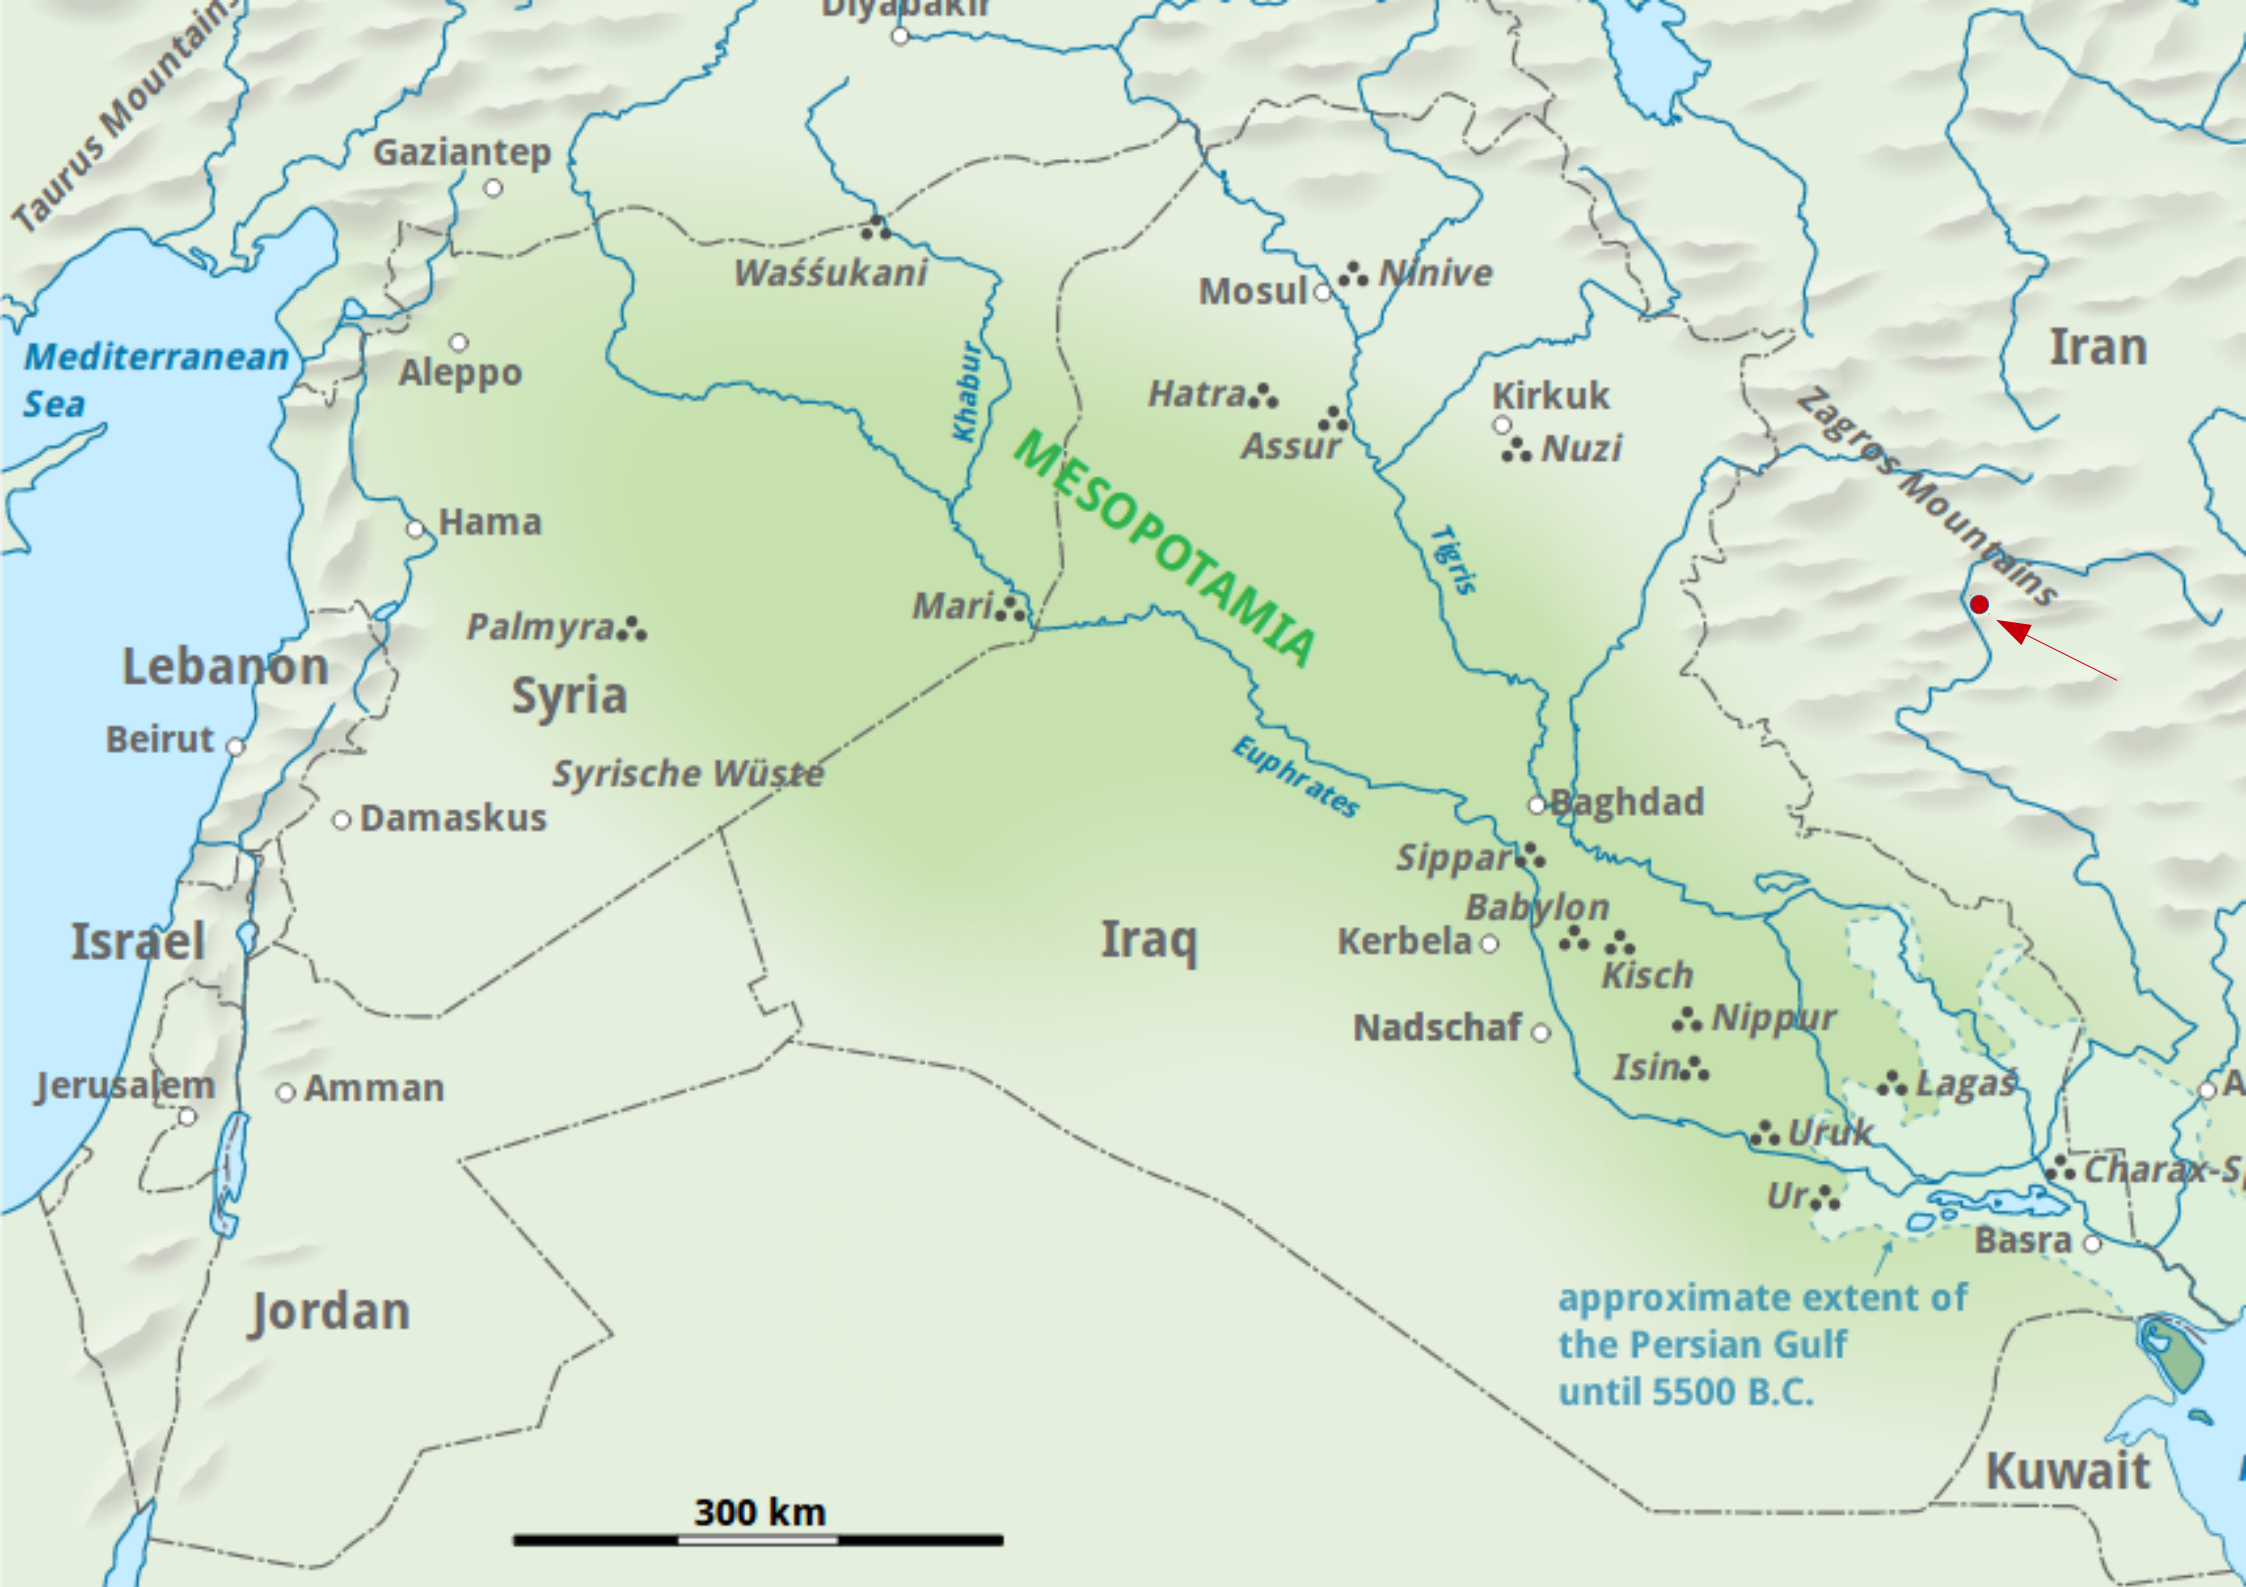 Diyabakir
Taurus Mountains
Gaziantep
Waśśukani
Mosul
Ninive
Iran
Mediterranean
Sea
Aleppo
Khabur
Hatra
Assur
Kirkuk
Nuzi
Zagros Mountains
MESOPOTAMIA
Hama
Tigris
Mari
Palmyra
Lebanon
Syria
Beirut
Syrische Wüste
Euphrates
Damaskus
Baghdad
Sippar
Babylon
Israel
Iraq
Kerbela
Kisch
Nippur
Nadschaf
Isin
Jerusalem
Amman
Lagaś
A
Uruk
Charax-Sp
Ur
Basra
Jordan
approximate extent of
the Persian Gulf
until 5500 B.C.
Kuwait
300 km